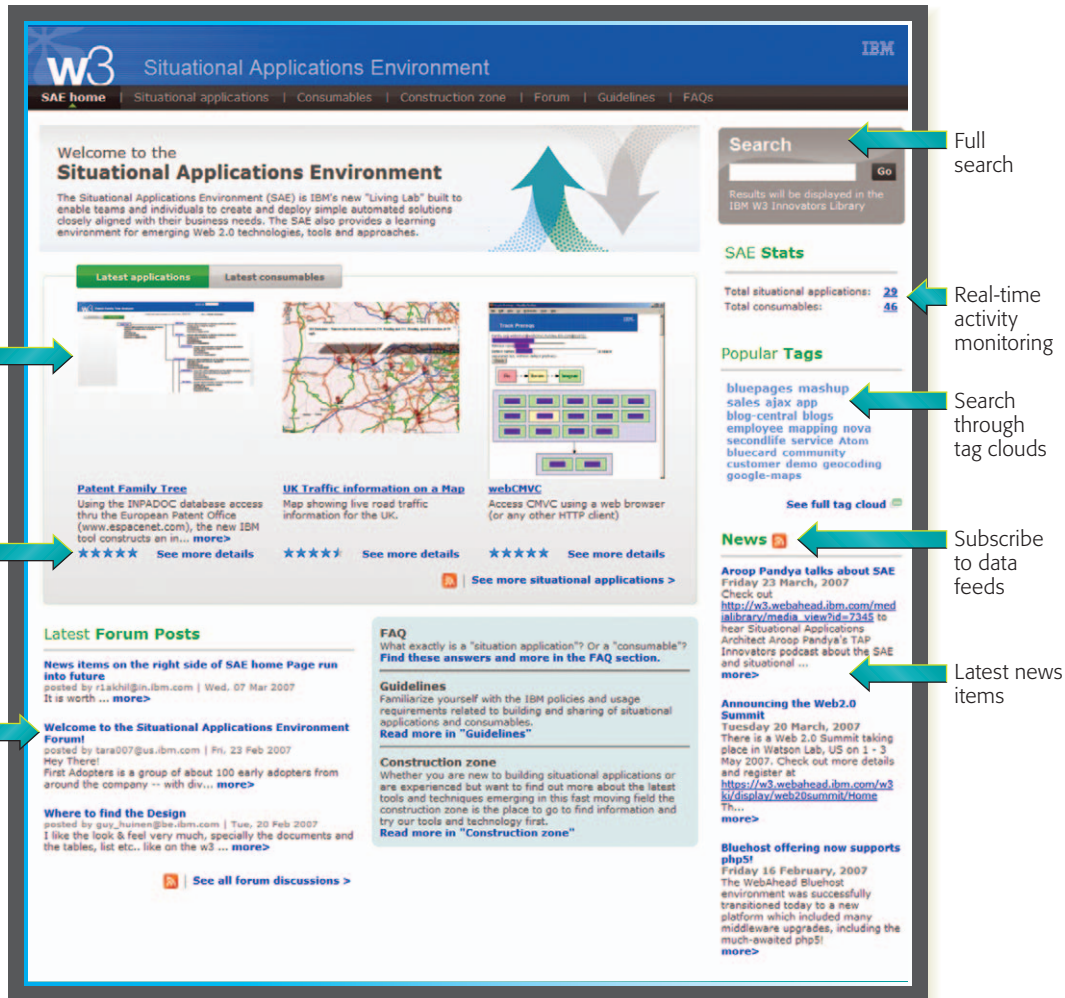 w3
Situational Applications Environment
IBM
SAE home | Situational applications | Consumables | Construction zone | Forum | Guidelines | FAQs
Welcome to the
Situational Applications Environment
The Situational Applications Environment (SAE) is IBM's new "Living Lab" built to
enable teams and individuals to create and deploy simple automated solutions
closely aligned with their business needs. The SAE also provides a learning
environment for emerging Web 2.0 technologies, tools and approaches.
Latest applications
Latest consumables
Patent Family Tree
Using the INPADOC database access
thru the European Patent Office
(www.espacenet.com), the new IBM
tool constructs an in... more>
See more details
UK Traffic information on a Map
Map showing live road traffic
information for the UK.
See more details
webCMVC
Access CMVC using a web browser
(or any other HTTP client)
See more details
See more situational applications >
Latest Forum Posts
News items on the right side of SAE home Page run
into future
posted by r1akhil@in.ibm.com | Wed, 07 Mar 2007
It is worth ... more>
Welcome to the Situational Applications Environment
Forum!
posted by tara007@us.ibm.com | Fri, 23 Feb 2007
Hey There!
First Adopters is a group of about 100 early adopters from
around the company -- with div... more>
Where to find the Design
posted by guy_huinen@be.ibm.com | Tue, 20 Feb 2007
I like the look & feel very much, specially the documents and
the tables, list etc.. like on the w3 ... more>
See all forum discussions >
FAQ
What exactly is a "situation application"? Or a "consumable"?
Find these answers and more in the FAQ section.
Guidelines
Familiarize yourself with the IBM policies and usage
requirements related to building and sharing of situational
applications and consumables.
Read more in "Guidelines"
Construction zone
Whether you are new to building situational applications or
are experienced but want to find out more about the latest
tools and techniques emerging in this fast moving field the
construction zone is the place to go to find information and
try our tools and technology first.
Read more in "Construction zone"
Search
Go
Results will be displayed in the
IBM W3 Innovators Library
SAE Stats
Total situational applications: 29
Total consumables: 46
Popular Tags
bluepages mashup
sales ajax app
blog-central blogs
employee mapping nova
secondlife service Atom
bluecard community
customer demo geocoding
google-maps
See full tag cloud
News
Aroop Pandya talks about SAE
Friday 23 March, 2007
Check out
http://w3.webahead.ibm.com/med
ialibrary/media_view?id=7345 to
hear Situational Applications
Architect Aroop Pandya's TAP
Innovators podcast about the SAE
and situational ...
more>
Announcing the Web2.0
Summit
Tuesday 20 March, 2007
There is a Web 2.0 Summit taking
place in Watson Lab, US on 1 - 3
May 2007. Check out more details
and register at
https://w3.webahead.ibm.com/w3
ki/display/web20summit/Home
Th...
more>
Bluehost offering now supports
php5!
Friday 16 February, 2007
The WebAhead Bluehost
environment was successfully
transitioned today to a new
platform which included many
middleware upgrades, including the
much-awaited php5!
more>
Full
search
Real-time
activity
monitoring
Search
through
tag clouds
Subscribe
to data
feeds
Latest news
items